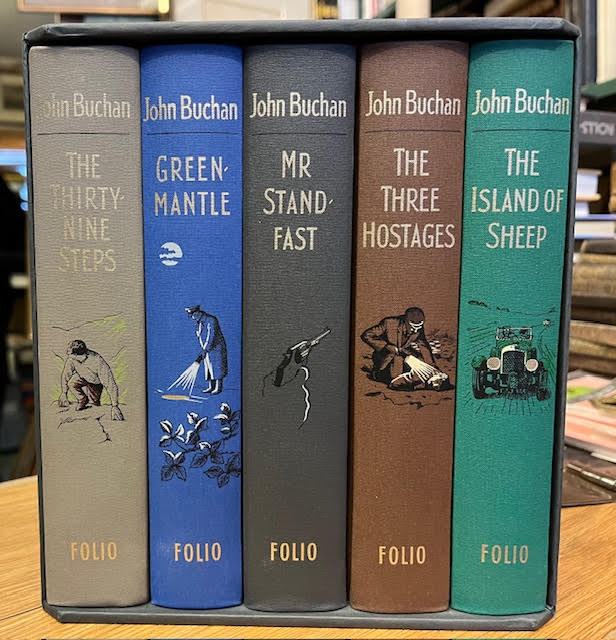 John Buchan
THE
THIRTY-
NINE
STEPS
FOLIO
John Buchan
GREEN-
MANTLE
FOLIO
John Buchan
MR
STAND-
FAST
FOLIO
John Buchan
THE
THREE
HOSTAGES
FOLIO
John Buchan
THE
ISLAND OF
SHEEP
FOLIO